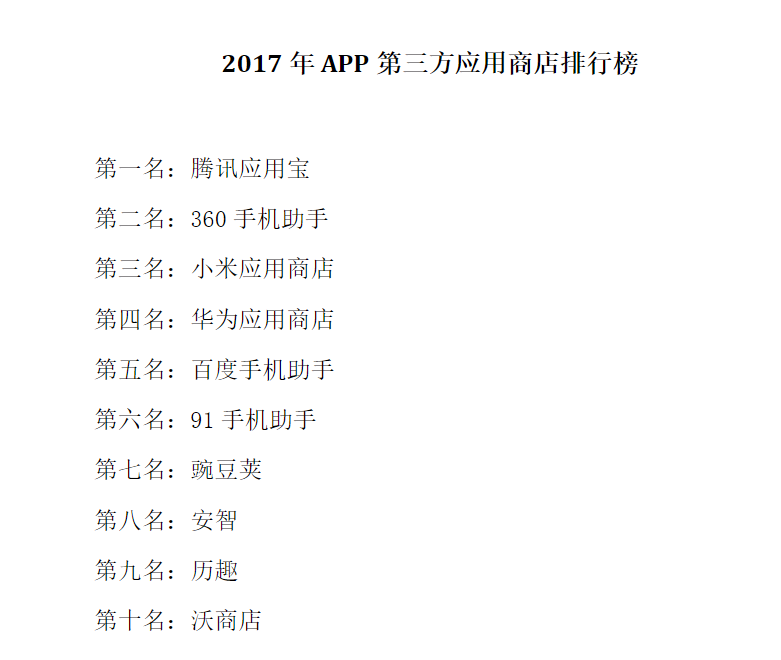 2017 年 APP 第三方应用商店排行榜
第一名：腾讯应用宝
第二名：360 手机助手
第三名：小米应用商店
第四名：华为应用商店
第五名：百度手机助手
第六名：91 手机助手
第七名：豌豆荚
第八名：安智
第九名：历趣
第十名：沃商店